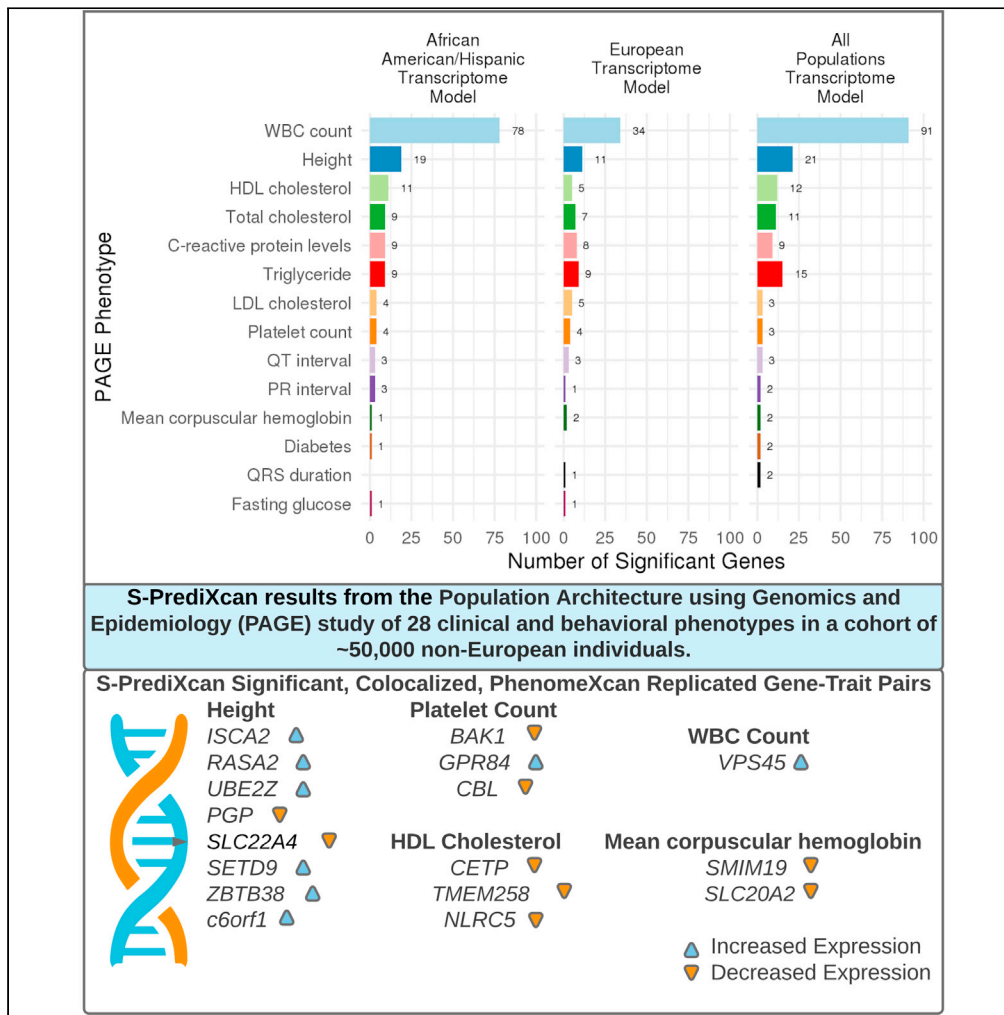 African
American/Hispanic
Transcriptome
Model
European
Transcriptome
Model
All
Populations
Transcriptome
Model
PAGE Phenotype
WBC count 78 34 91
Height 19 11 21
HDL cholesterol 11 5 12
Total cholesterol 9 7 11
C-reactive protein levels 9 8 9
Triglyceride 9 9 15
LDL cholesterol 4 5 3
Platelet count 4 4 3
QT interval 3 3 3
PR interval 3 1 2
Mean corpuscular hemoglobin 1 2 2
Diabetes 1 2
QRS duration 1 2
Fasting glucose 1 1
0 25 50 75 100 0 25 50 75 100 0 25 50 75 100
Number of Significant Genes
S-PrediXcan results from the Population Architecture using Genomics and
Epidemiology (PAGE) study of 28 clinical and behavioral phenotypes in a cohort of
~50,000 non-European individuals.
S-PrediXcan Significant, Colocalized, PhenomeXcan Replicated Gene-Trait Pairs
Height
ISCA2
RASA2
UBE2Z
PGP
SLC22A4
SETD9
ZBTB38
c6orf1
Platelet Count
BAK1
GPR84
CBL
HDL Cholesterol
CETP
TMEM258
NLRC5
WBC Count
VPS45
Mean corpuscular hemoglobin
SMIM19
SLC20A2
Increased Expression
Decreased Expression